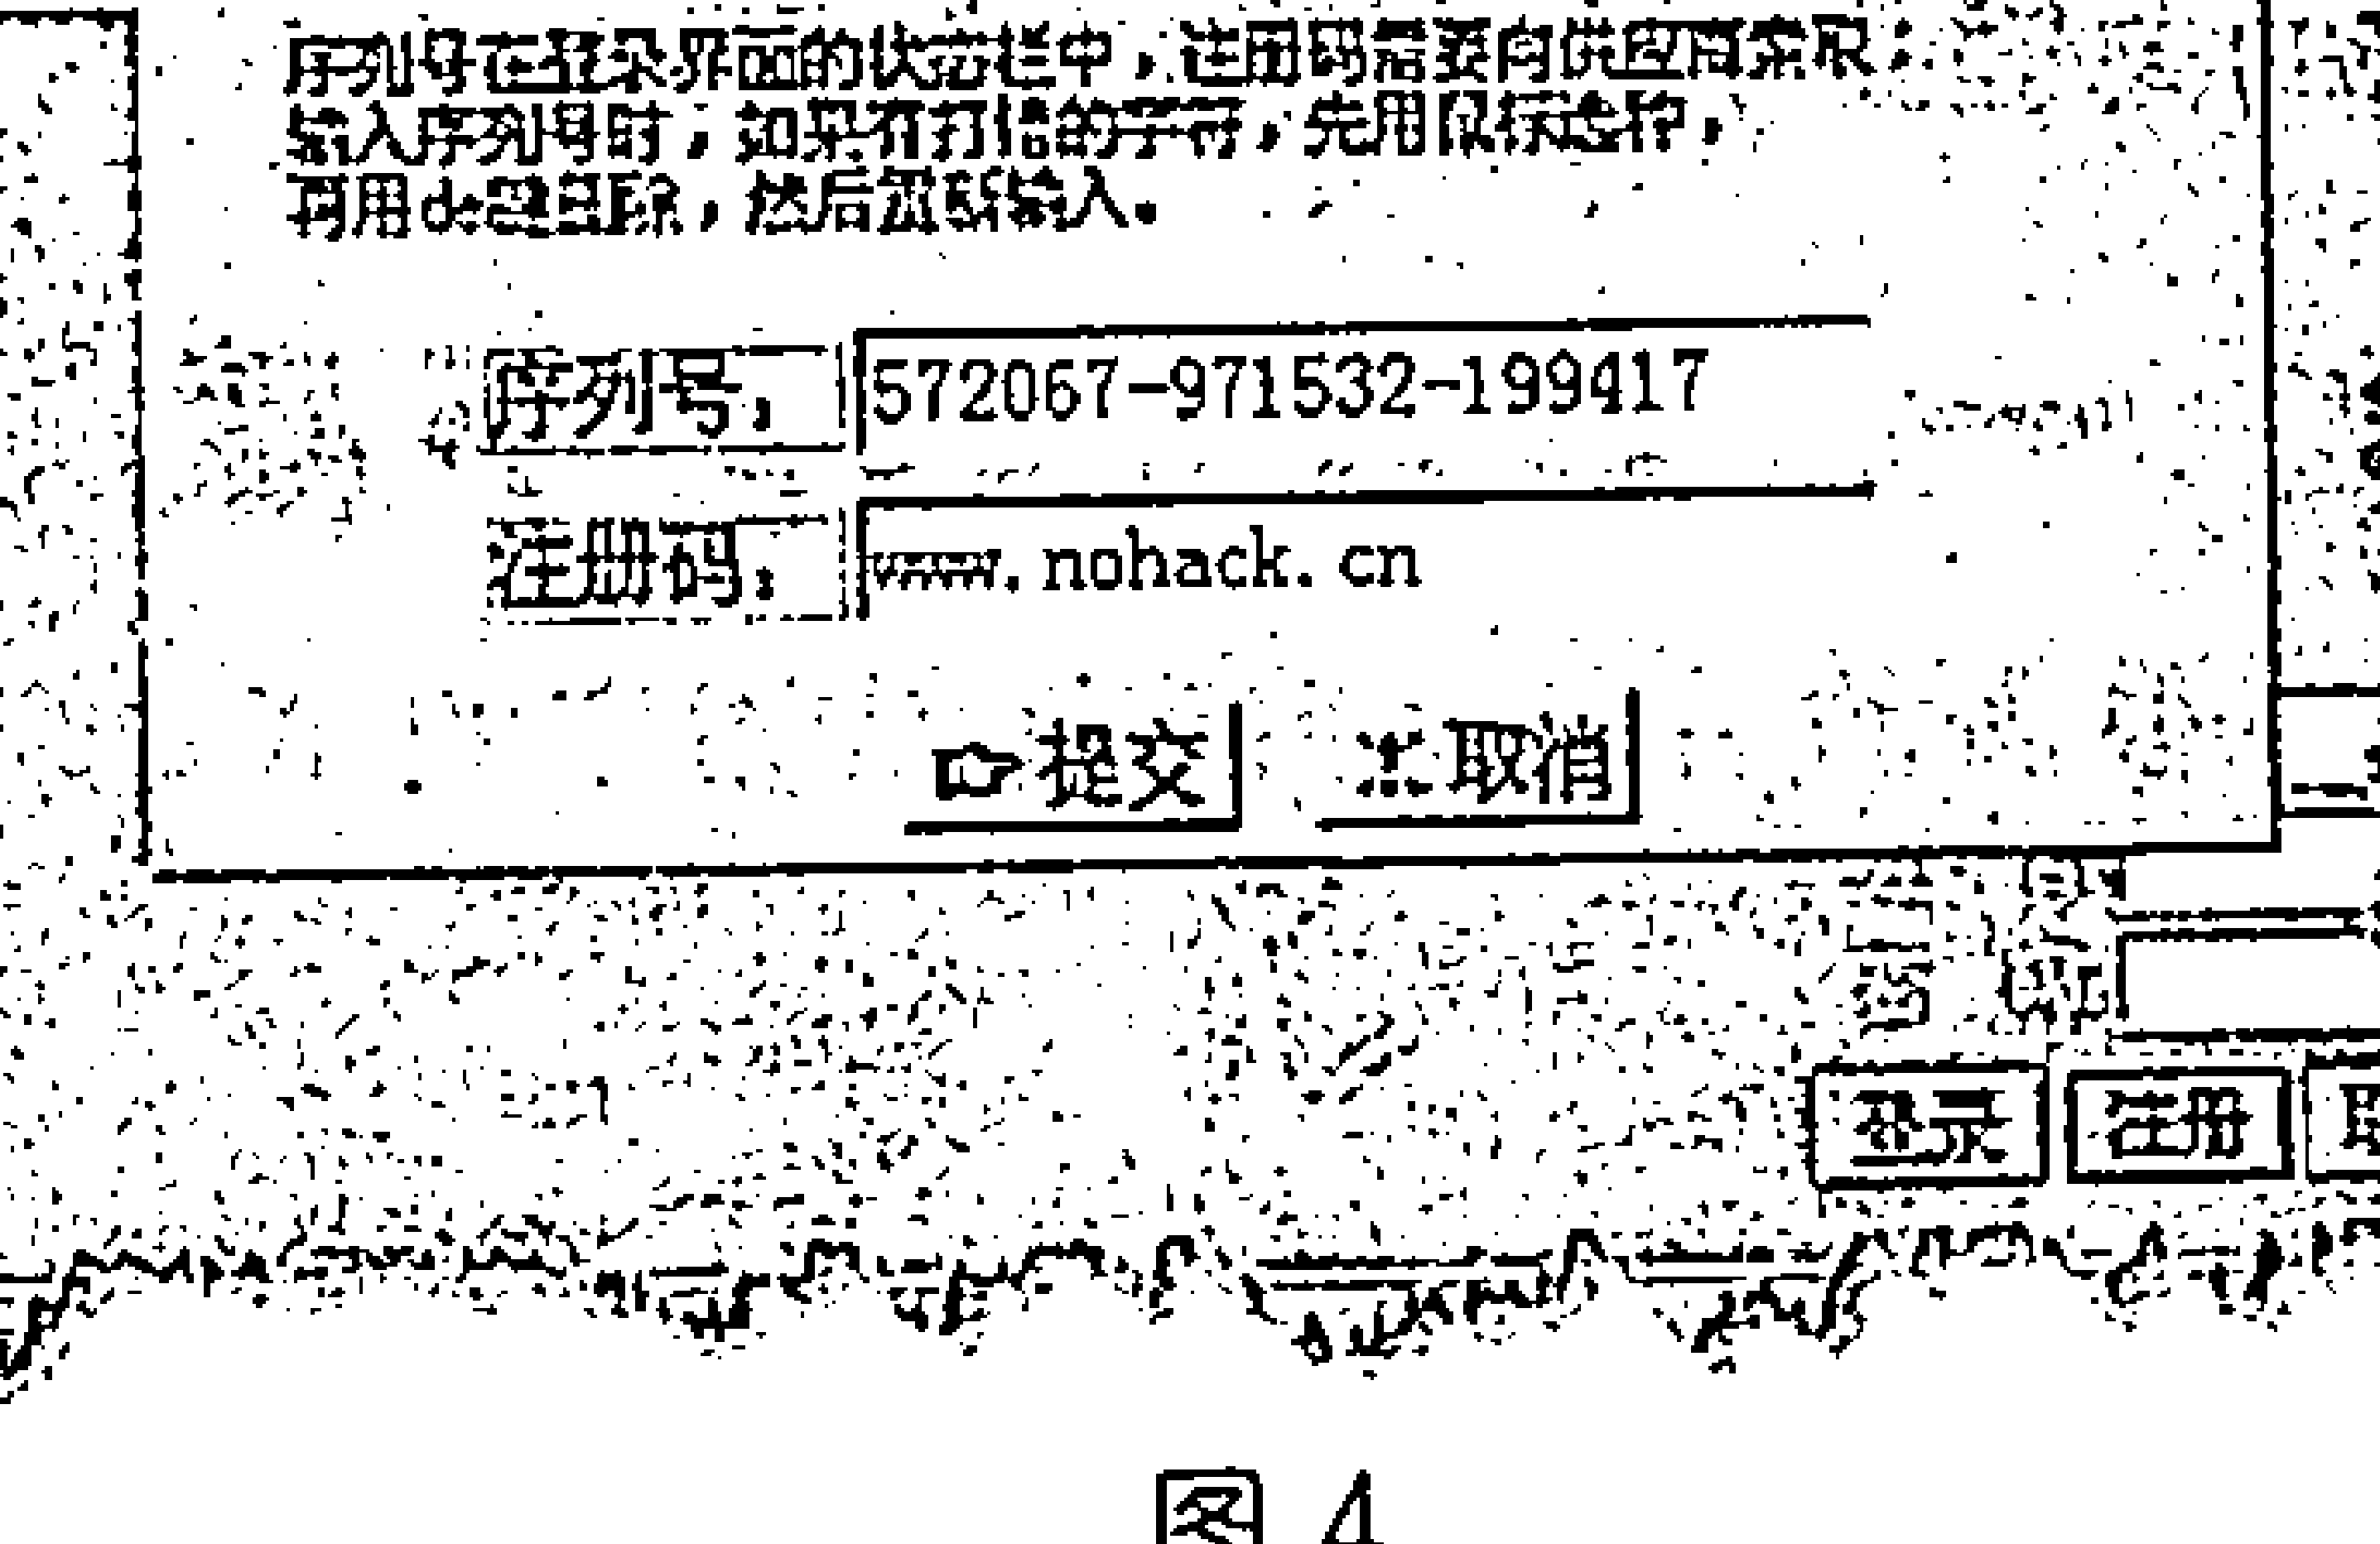 序列号在登录界面的状态栏中，注册码需要向供应商索取；
输入序列号时，如果有打错的字符，先用鼠标选择，
再用del删除，然后重新输入。
序列号： 572067-971532-199417
注册码： www.nohack.cn
提交 取消
登录 注册
图 4